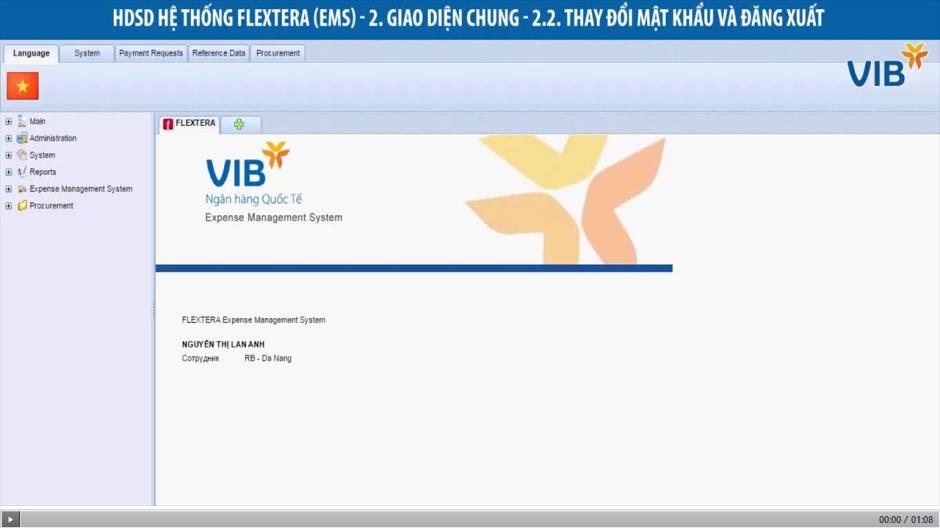 HDSD HỆ THỐNG FLEXTERA (EMS) - 2. GIAO DIỆN CHUNG - 2.2. THAY ĐỔI MẬT KHẨU VÀ ĐĂNG XUẤT
Language System Payment Requests Reference Data Procurement
VIB
Main
Administration
System
Reports
Expense Management System
Procurement
FLEXTERA
VIB
Ngân hàng Quốc Tế
Expense Management System
FLEXTERA Expense Management System
NGUYỄN THỊ LAN ANH
Сотрудник RB - Da Nang
00:00 / 01:08